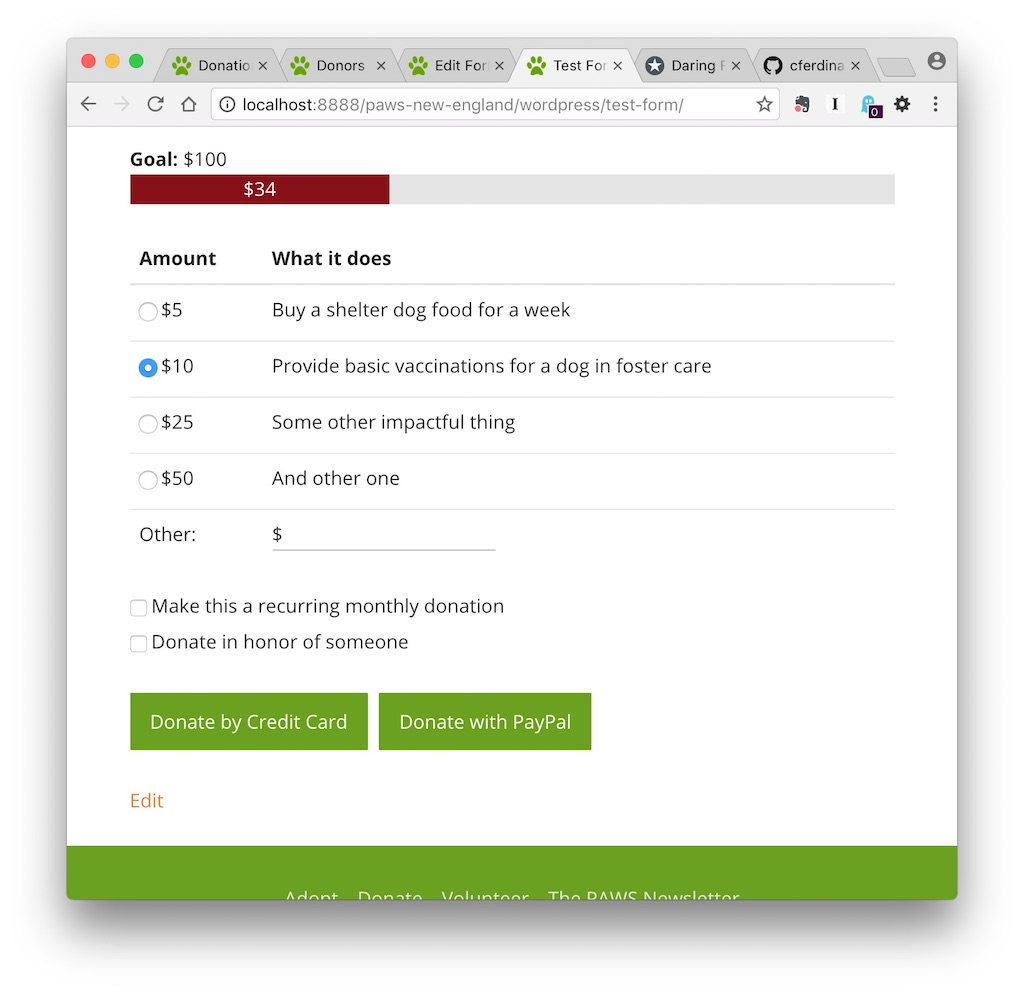 Donatio
Donors
Edit For
Test For
Daring F
cferdina
localhost:8888/paws-new-england/wordpress/test-form/
I
0
Goal: $100
$34
Amount What it does
$5 Buy a shelter dog food for a week
$10 Provide basic vaccinations for a dog in foster care
$25 Some other impactful thing
$50 And other one
Other: $
Make this a recurring monthly donation
Donate in honor of someone
Donate by Credit Card Donate with PayPal
Edit
Adopt Donate Volunteer The PAWS Newsletter